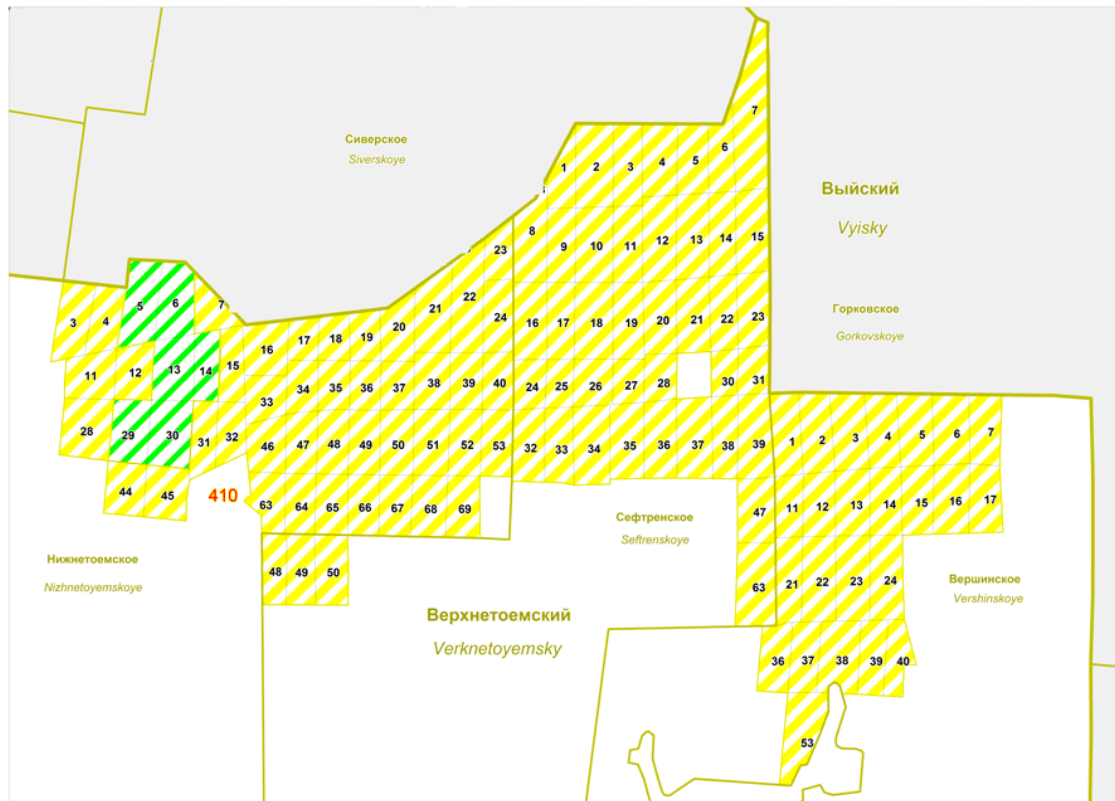 7
Сиверское
Siverskoye
1 2 3 4 5 6
Выйский
Vyisky
8 9 10 11 12 13 14 15
23
5 6 7
22
21
3 4
24 16 17 18 19 20 21 22 23
Горковское
Gorkovskoye
20
16 17 18 19
11 12 13 14 15
33 34 35 36 37 38 39 40 24 25 26 27 28 30 31
28 29 30 31 32
46 47 48 49 50 51 52 53 32 33 34 35 36 37 38 39 1 2 3 4 5 6 7
44 45 410
63 64 65 66 67 68 69
Сефтренское
Seftrenskoye
47 11 12 13 14 15 16 17
Нижнетоемское
Nizhnetoyemskoye
48 49 50
63 21 22 23 24
Вершинское
Vershinskoye
Верхнетоемский
Verknetoyemsky
36 37 38 39 40
53